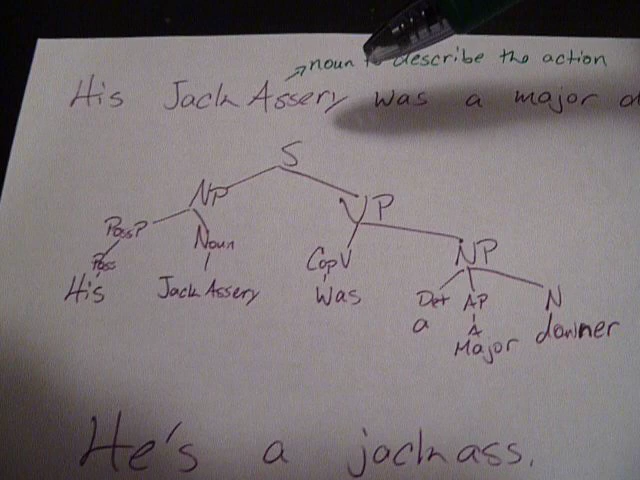 noun to describe the action
His Jack Assery was a major d
S
NP VP
PossP Noun CopV NP
Poss
His Jack Assery was Det AP N
a A downer
Major
He's a jackass.